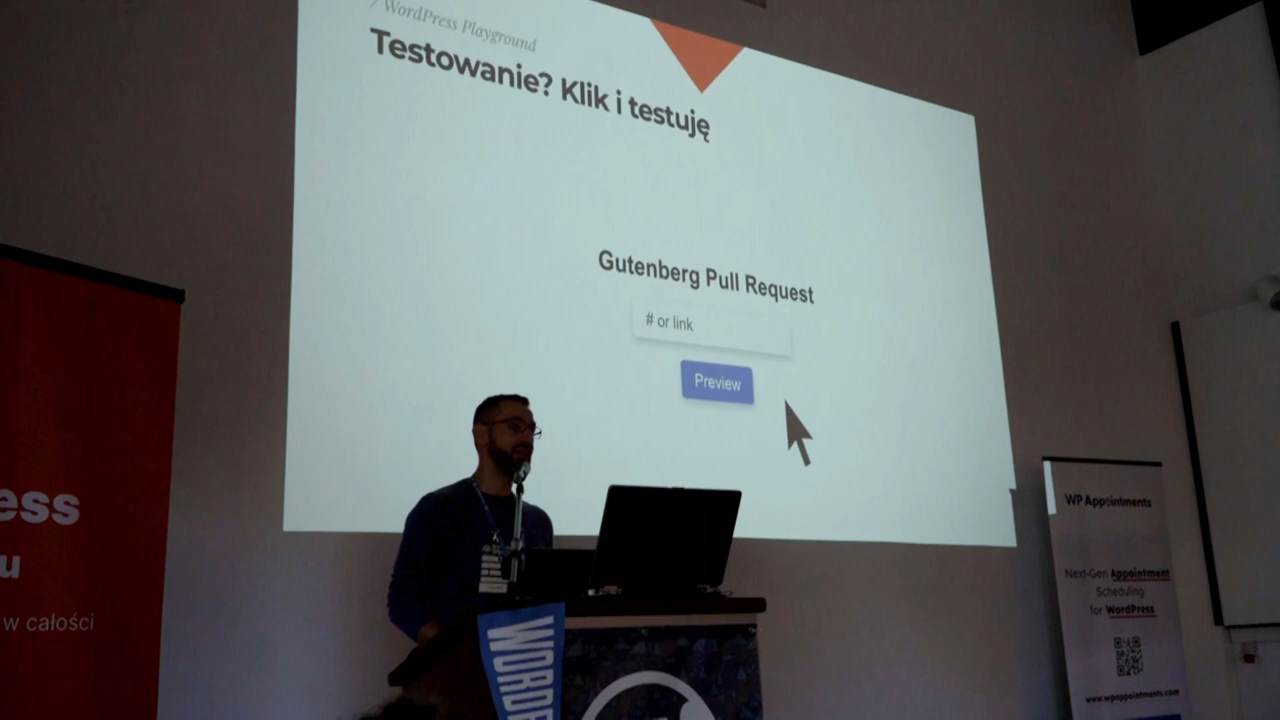 / WordPress Playground
Testowanie? Klik i testuję
Gutenberg Pull Request
# or link
Preview
ess
u
w całości
WORDP
WP Appointments
Next-Gen Appointment
Scheduling
for WordPress
www.wpappointments.com